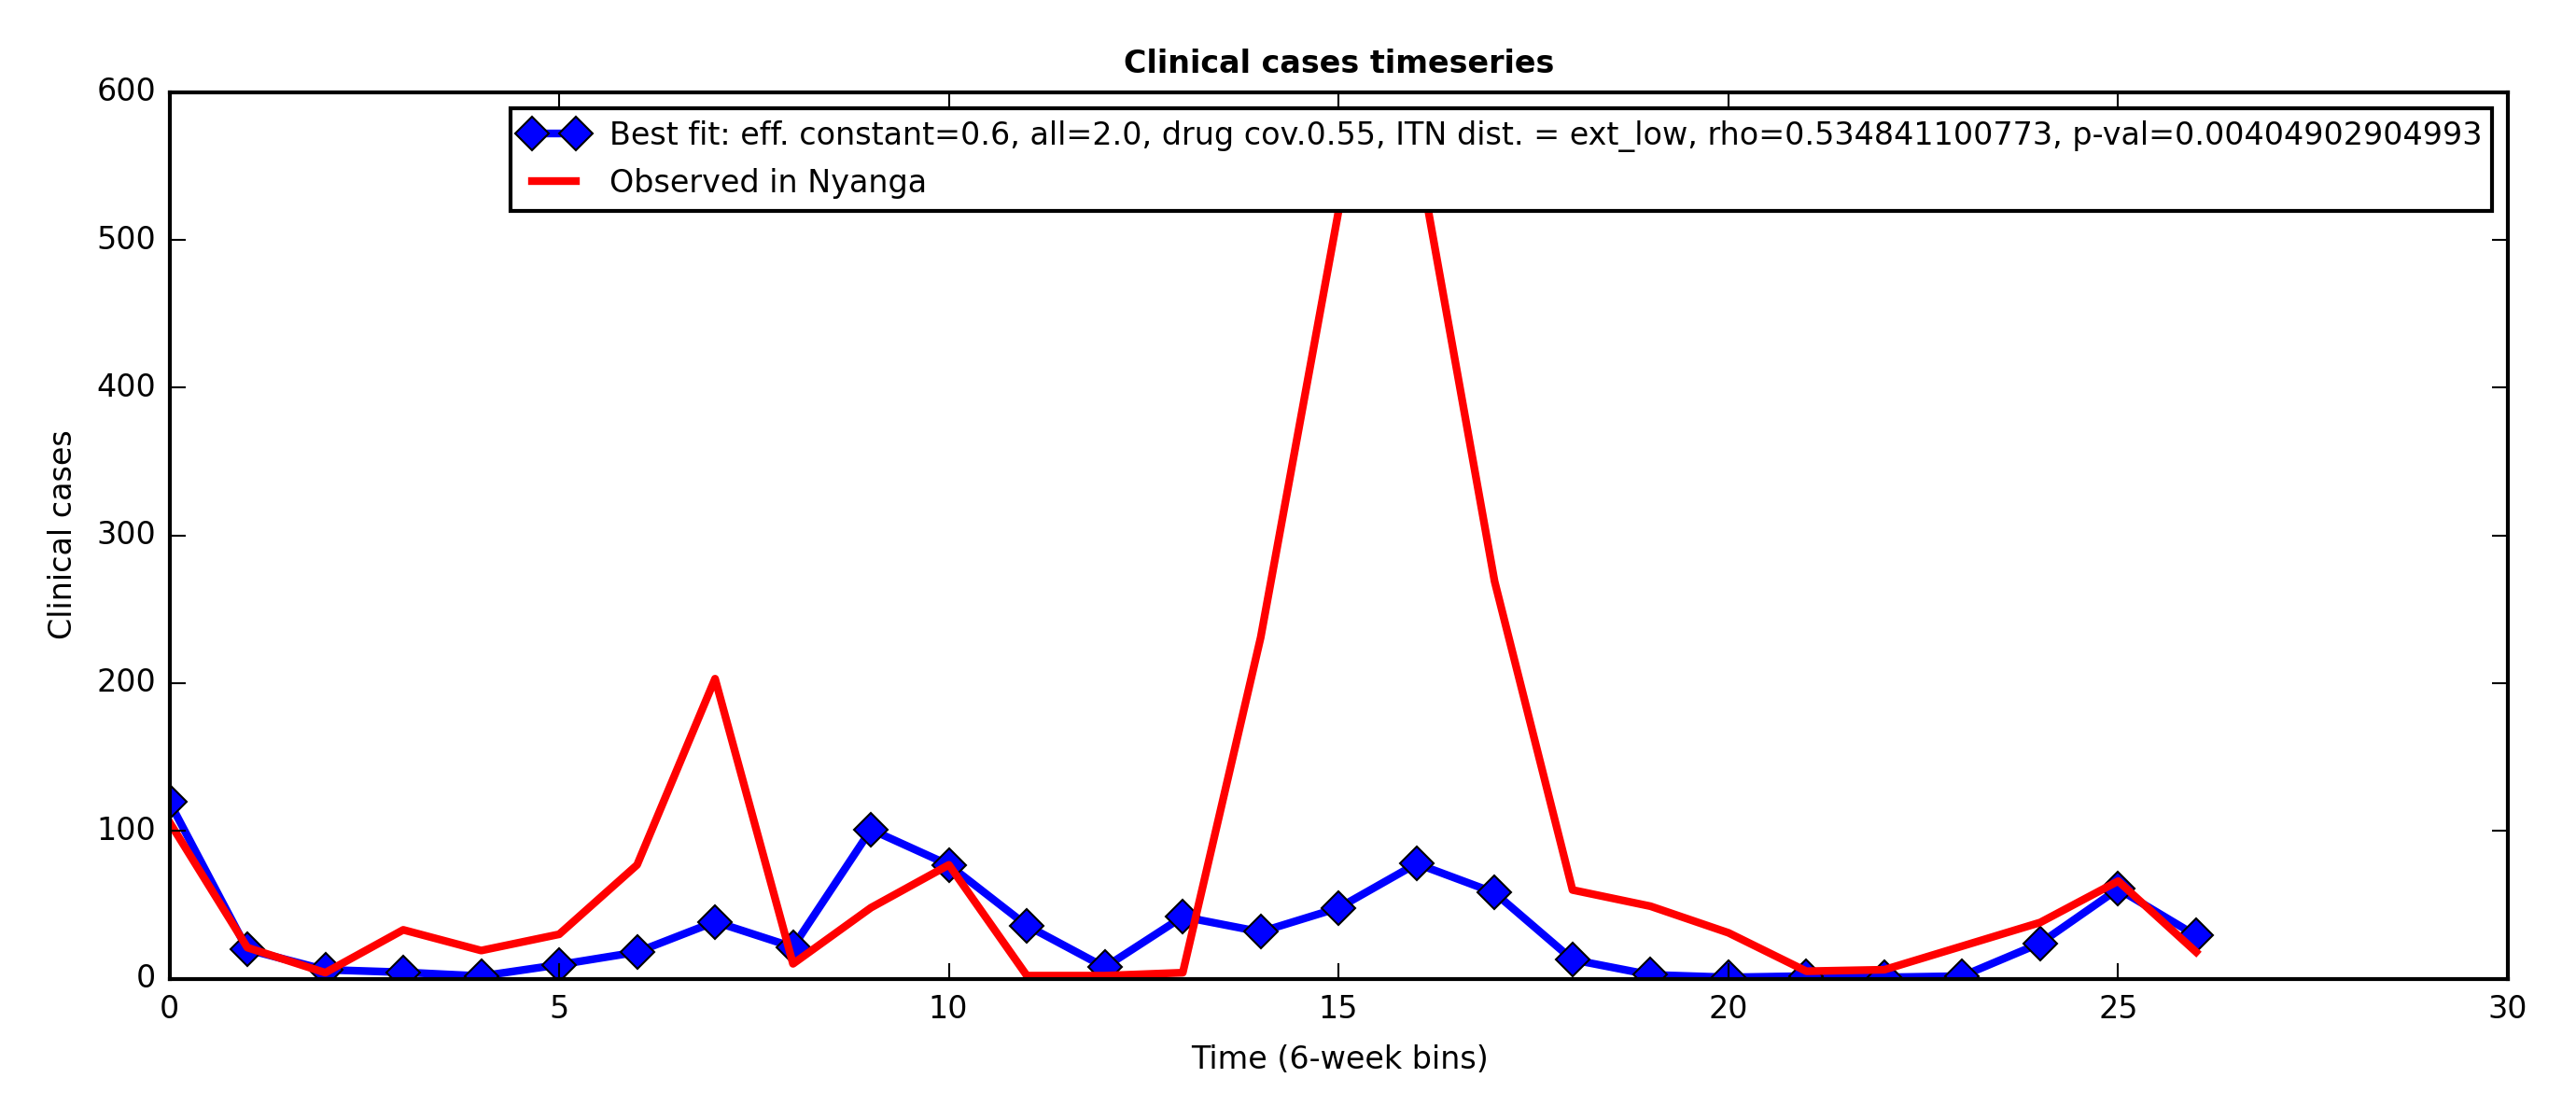 Clinical cases timeseries
600
500
400
300
200
100
0
Clinical cases
Best fit: eff. constant=0.6, all=2.0, drug cov.0.55, ITN dist. = ext_low, rho=0.534841100773, p-val=0.00404902904993
Observed in Nyanga
0 5 10 15 20 25 30
Time (6-week bins)